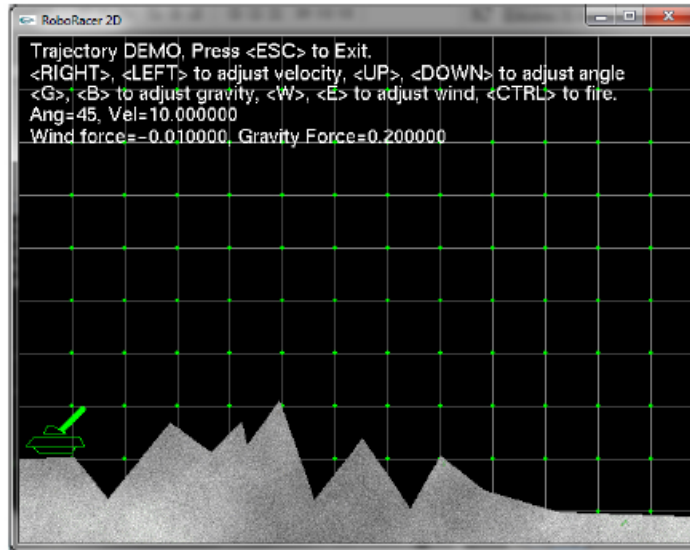 RoboRacer 2D
Trajectory DEMO, Press <ESC> to Exit.
<RIGHT>, <LEFT> to adjust velocity, <UP>, <DOWN> to adjust angle
<G>, <B> to adjust gravity, <W>, <E> to adjust wind, <CTRL> to fire.
Ang=45, Vel=10.000000
Wind force=-0.010000, Gravity Force=0.200000